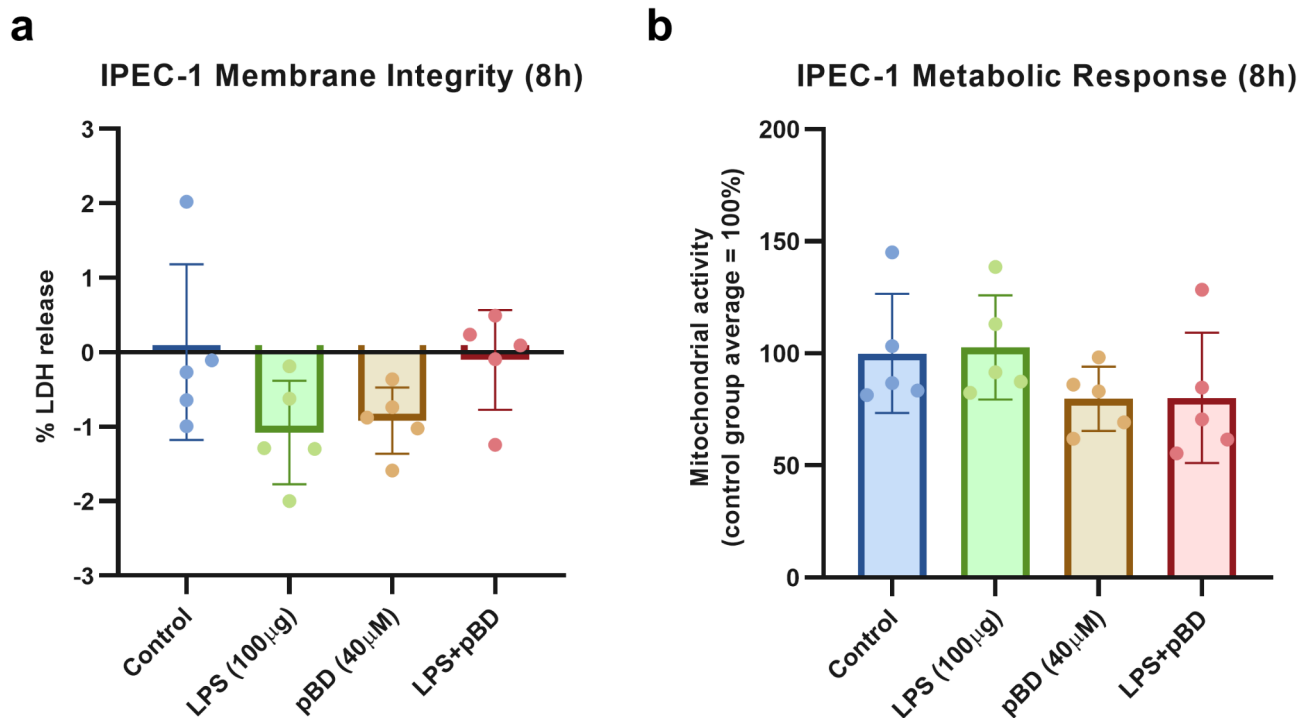 a
IPEC-1 Membrane Integrity (8h)
% LDH release
3
2
1
0
-1
-2
-3
Control
LPS (100μg)
pBD (40μM)
LPS+pBD
b
IPEC-1 Metabolic Response (8h)
Mitochondrial activity
(control group average = 100%)
200
150
100
50
0
Control
LPS (100μg)
pBD (40μM)
LPS+pBD